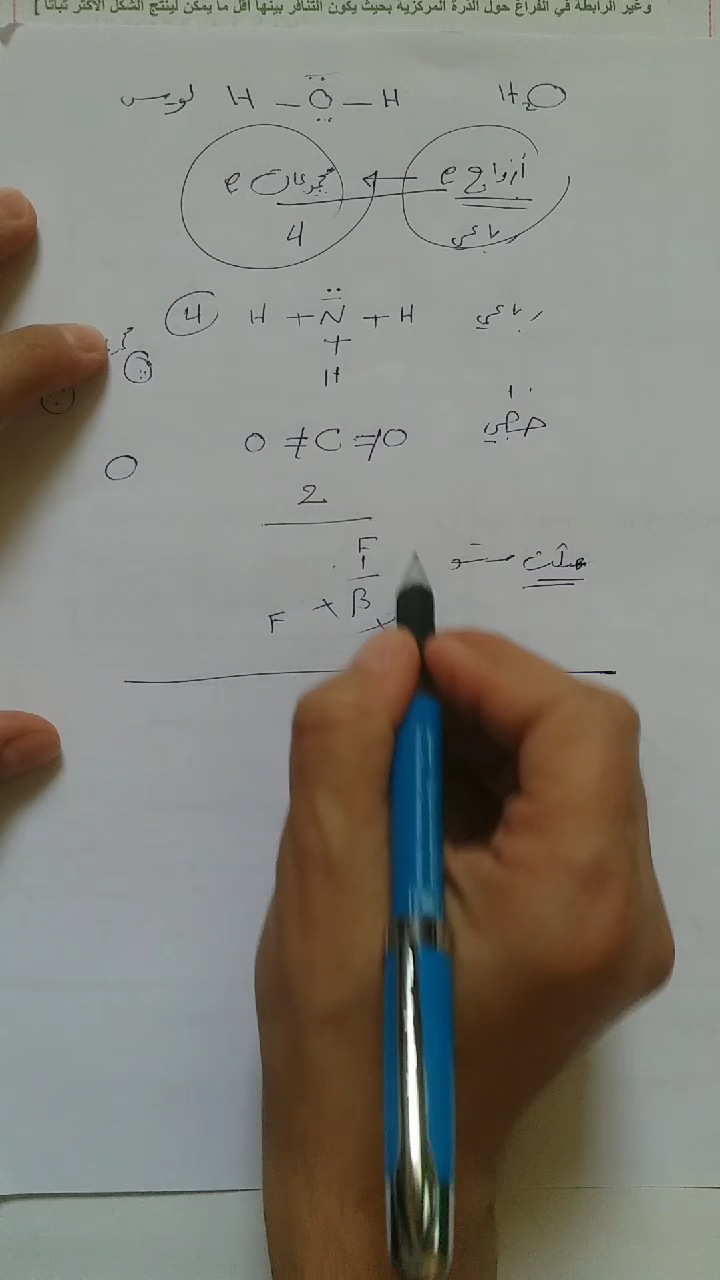 وغير الرابطة في الفراغ حول الذرة المركزية بحيث يكون التنافر بينها أقل ما يمكن لينتج الشكل الأكثر ثباتا ]
H₂O H – O – H لويس
أزواج e ← مجموعات e
رباعي 4
رباعي H + N + H 4
+
H
خطي O = C = O
2
مثلث مستو F
F B